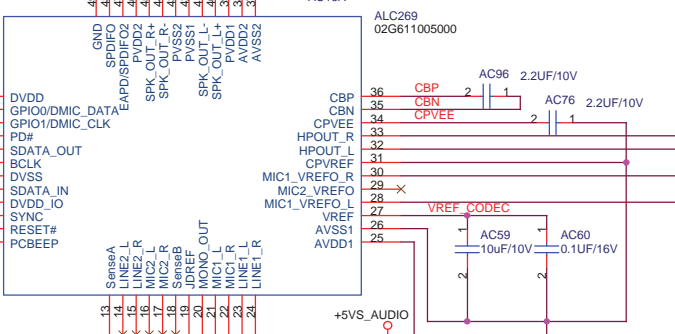 ALC269
02G611005000
GND
SPDIFO
EAPD/SPDIFO2
PVDD2
SPK_OUT_R+
SPK_OUT_R-
PVSS2
PVSS1
SPK_OUT_L-
SPK_OUT_L+
PVDD1
AVDD2
AVSS2
DVDD
GPIO0/DMIC_DATA
GPIO1/DMIC_CLK
PD#
SDATA_OUT
BCLK
DVSS
SDATA_IN
DVDD_IO
SYNC
RESET#
PCBEEP
CBP 36 CBP
CBN 35 CBN
CPVEE 34 CPVEE
HPOUT_R 33
HPOUT_L 32
CPVREF 31
MIC1_VREFO_R 30
MIC2_VREFO 29
MIC1_VREFO_L 28
VREF 27 VREF_CODEC
AVSS1 26
AVDD1 25
AC96 2.2UF/10V
2 1
AC76 2.2UF/10V
2 1
AC59
10uF/10V
1
2
AC60
0.1UF/16V
1
2
SenseA
LINE2_L
LINE2_R
MIC2_L
MIC2_R
SenseB
JDREF
MONO_OUT
MIC1_L
MIC1_R
LINE1_L
LINE1_R
13
14
15
16
17
18
19
20
21
22
23
24
+5VS_AUDIO